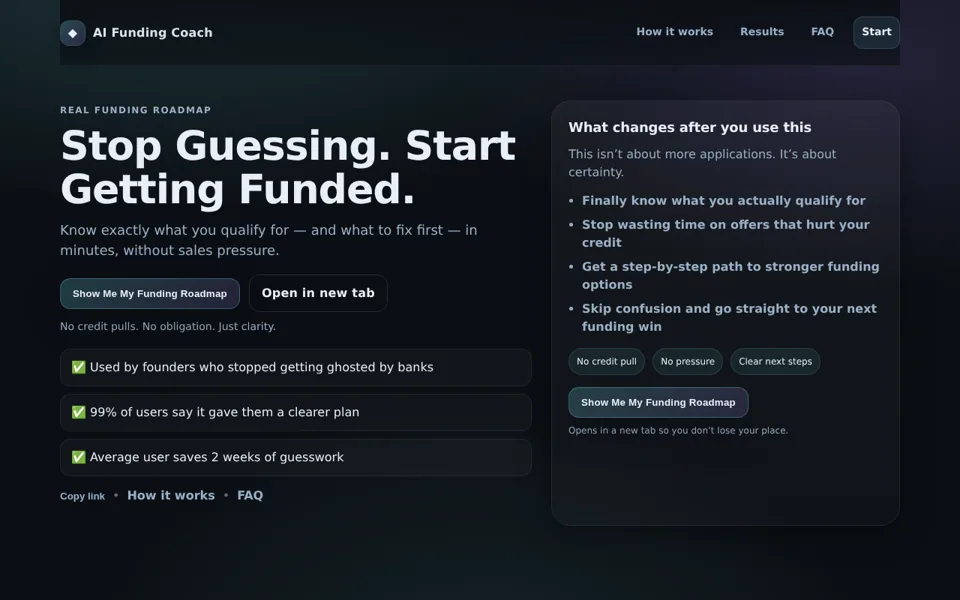 AI Funding Coach
How it works
Results
FAQ
Start
REAL FUNDING ROADMAP
Stop Guessing. Start
Getting Funded.
Know exactly what you qualify for — and what to fix first — in
minutes, without sales pressure.
Show Me My Funding Roadmap
Open in new tab
No credit pulls. No obligation. Just clarity.
✅ Used by founders who stopped getting ghosted by banks
✅ 99% of users say it gave them a clearer plan
✅ Average user saves 2 weeks of guesswork
Copy link • How it works • FAQ
What changes after you use this
This isn’t about more applications. It’s about
certainty.
• Finally know what you actually qualify for
• Stop wasting time on offers that hurt your
credit
• Get a step-by-step path to stronger funding
options
• Skip confusion and go straight to your next
funding win
No credit pull
No pressure
Clear next steps
Show Me My Funding Roadmap
Opens in a new tab so you don’t lose your place.